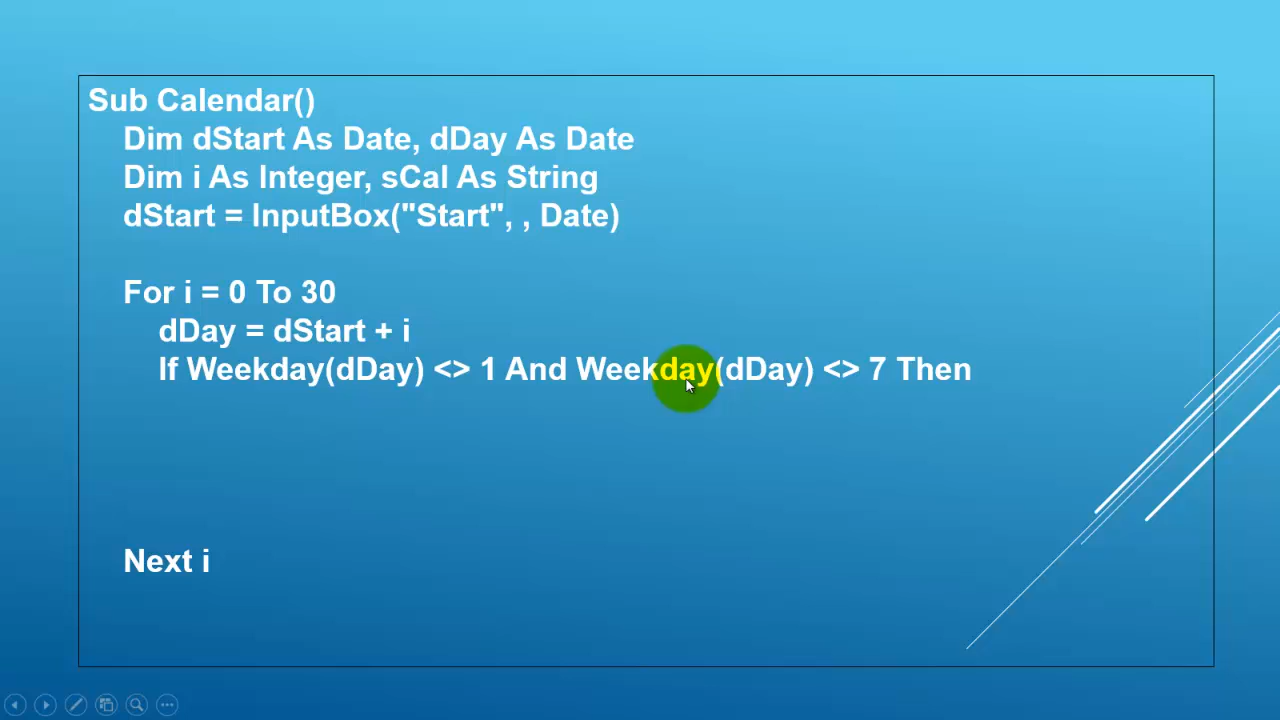 Sub Calendar()
Dim dStart As Date, dDay As Date
Dim i As Integer, sCal As String
dStart = InputBox("Start", , Date)
For i = 0 To 30
dDay = dStart + i
If Weekday(dDay) <> 1 And Weekday(dDay) <> 7 Then
Next i